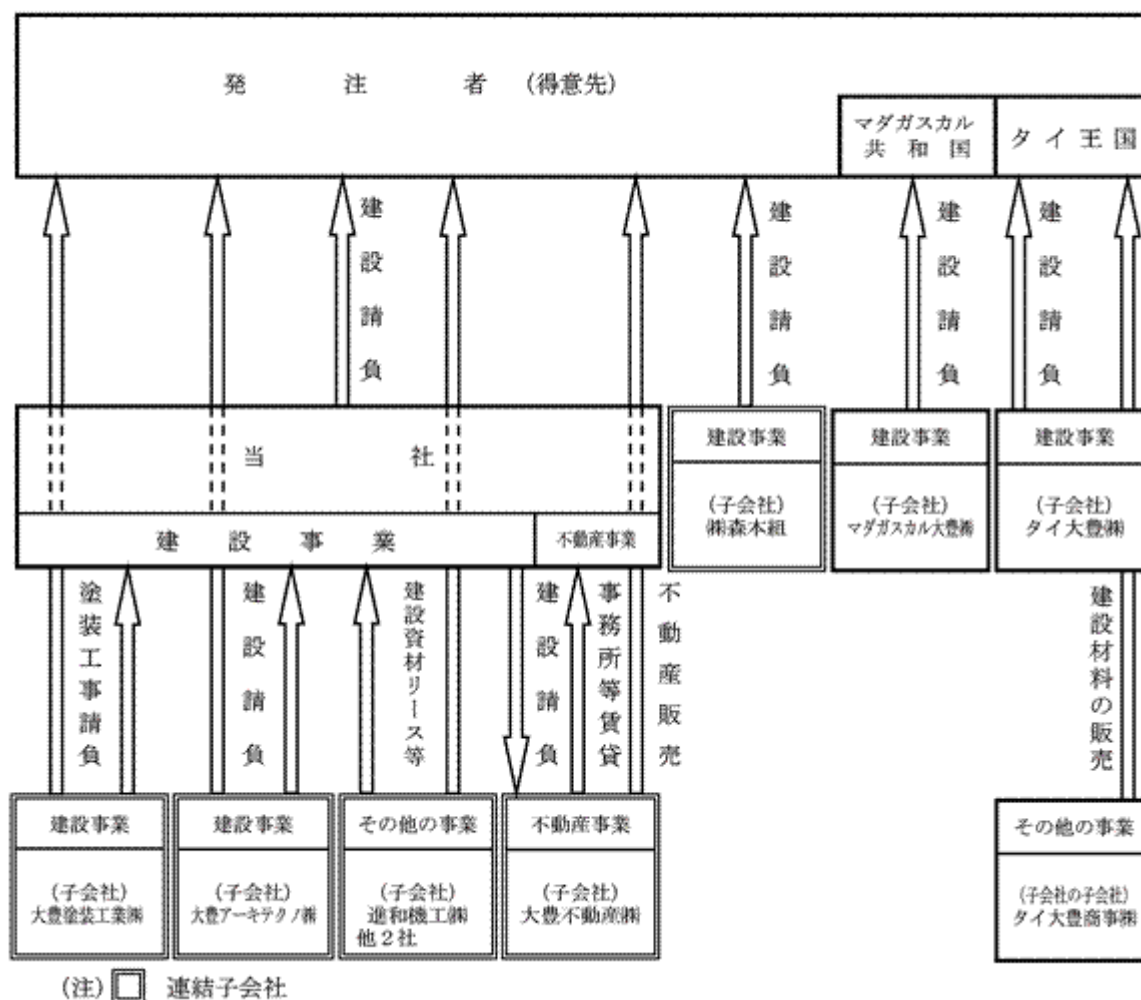 発注者（得意先）
マダガスカル
共和国
タイ王国
建設請負
建設請負
建設請負
建設請負
当社
建設事業
不動産事業
建設事業
(子会社)
㈱森本組
建設事業
(子会社)
マダガスカル大豊㈱
建設事業
(子会社)
タイ大豊㈱
塗装工事請負
建設請負
建設資材リース等
建設請負
事務所等賃貸
不動産販売
建設材料の販売
建設事業
(子会社)
大豊塗装工業㈱
建設事業
(子会社)
大豊アーキテクノ㈱
その他の事業
(子会社)
進和機工㈱
他２社
不動産事業
(子会社)
大豊不動産㈱
その他の事業
(子会社の子会社)
タイ大豊商事㈱
(注) 連結子会社